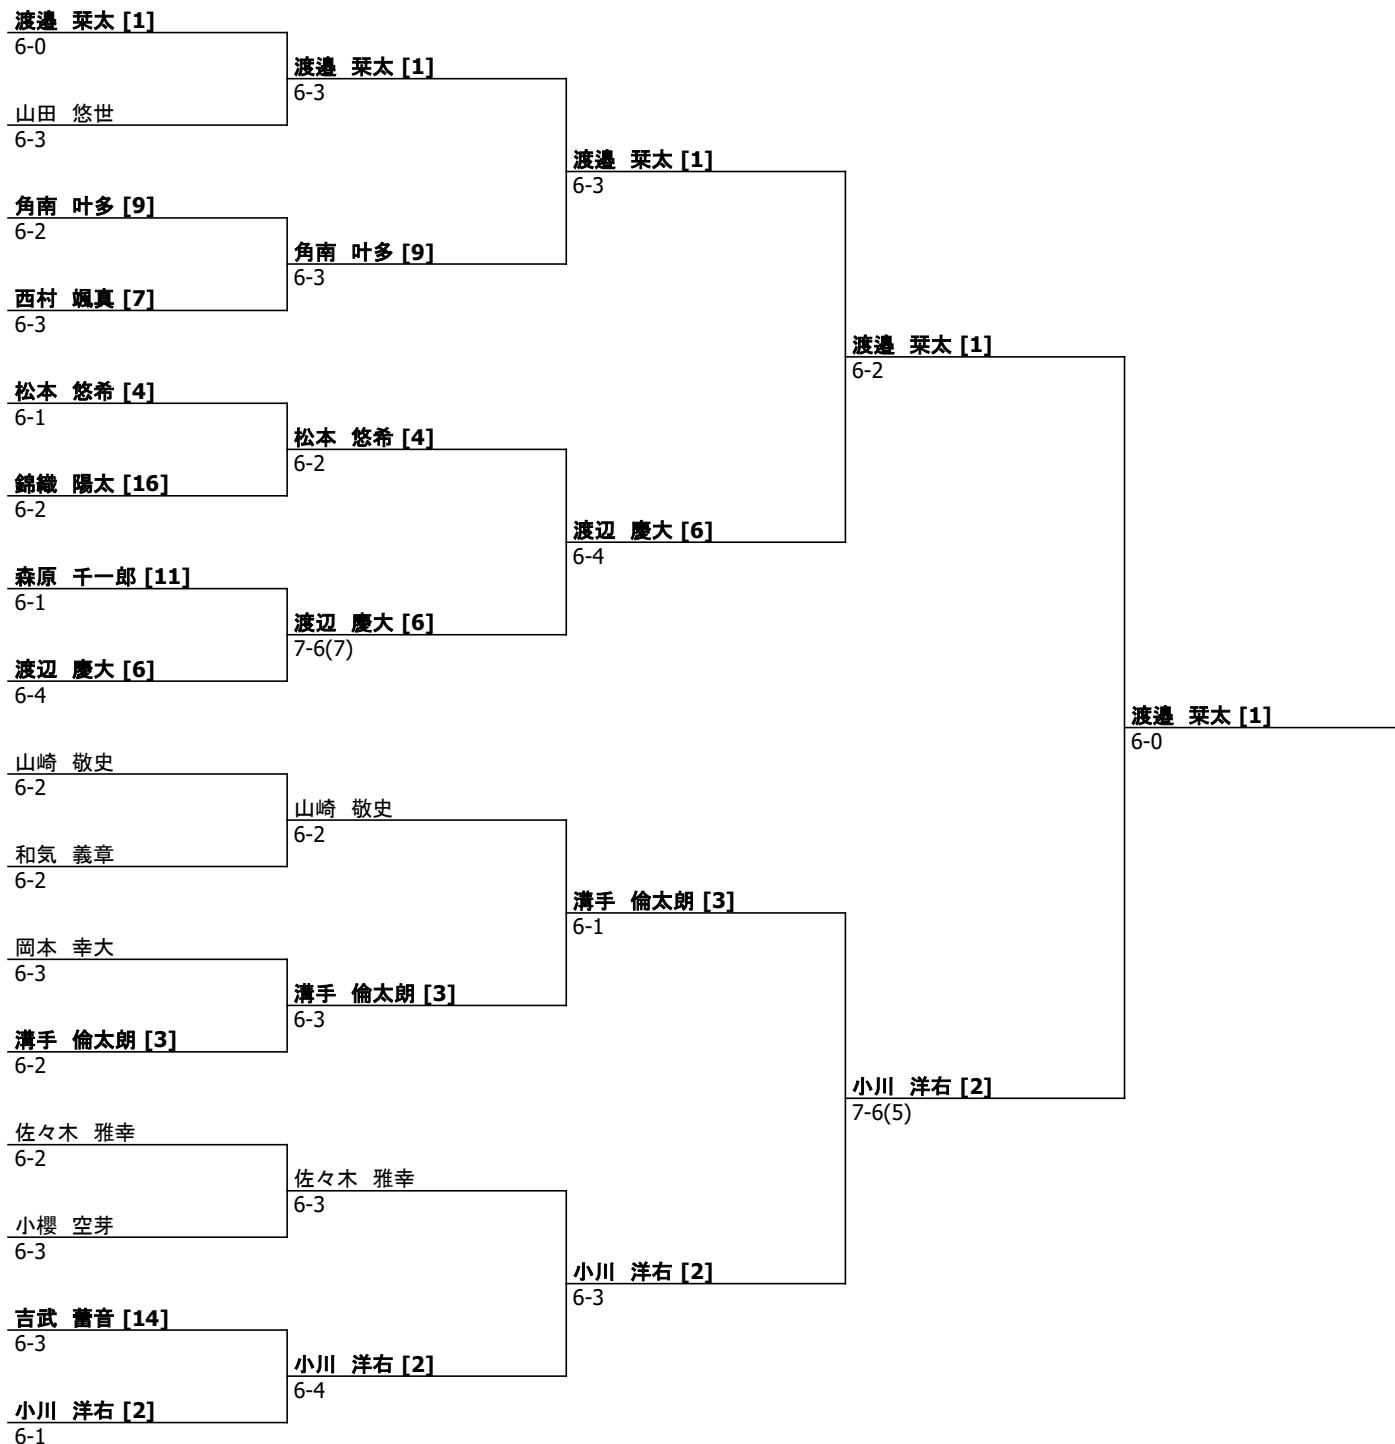 渡邉 栞太 [1]
6-0
山田 悠世
6-3
角南 叶多 [9]
6-2
西村 颯真 [7]
6-3
松本 悠希 [4]
6-1
錦織 陽太 [16]
6-2
森原 千一郎 [11]
6-1
渡辺 慶大 [6]
6-4
山崎 敬史
6-2
和気 義章
6-2
岡本 幸大
6-3
溝手 倫太朗 [3]
6-2
佐々木 雅幸
6-2
小櫻 空芽
6-3
吉武 蕾音 [14]
6-3
小川 洋右 [2]
6-1
渡邉 栞太 [1]
6-3
角南 叶多 [9]
6-3
松本 悠希 [4]
6-2
渡辺 慶大 [6]
7-6(7)
山崎 敬史
6-2
溝手 倫太朗 [3]
6-3
佐々木 雅幸
6-3
小川 洋右 [2]
6-4
渡邉 栞太 [1]
6-3
渡辺 慶大 [6]
6-4
溝手 倫太朗 [3]
6-1
小川 洋右 [2]
6-3
渡邉 栞太 [1]
6-2
小川 洋右 [2]
7-6(5)
渡邉 栞太 [1]
6-0